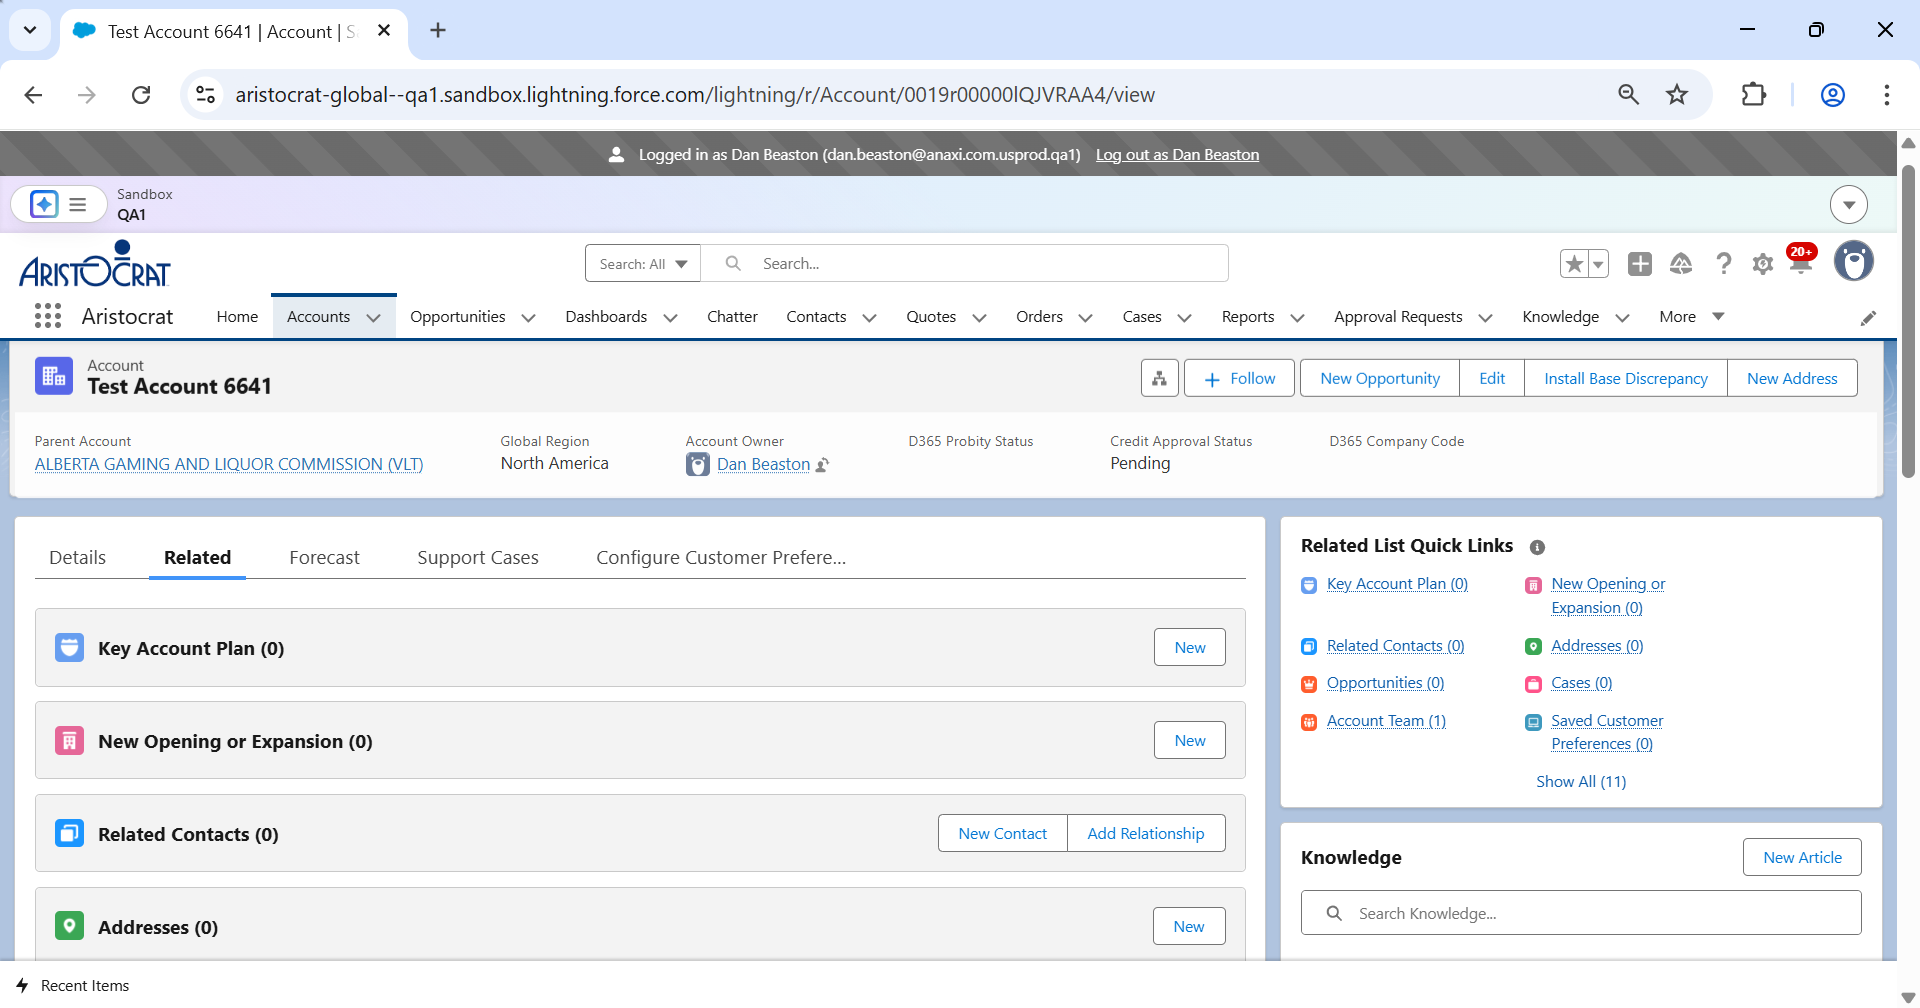 Test Account 6641 | Account | S
aristocrat-global--qa1.sandbox.lightning.force.com/lightning/r/Account/0019r00000lQJVRAA4/view
Logged in as Dan Beaston (dan.beaston@anaxi.com.usprod.qa1) Log out as Dan Beaston
Sandbox
QA1
ARISTOCRAT
Search: All
Search...
20+
Aristocrat
Home
Accounts
Opportunities
Dashboards
Chatter
Contacts
Quotes
Orders
Cases
Reports
Approval Requests
Knowledge
More
Account
Test Account 6641
Follow
New Opportunity
Edit
Install Base Discrepancy
New Address
Parent Account
ALBERTA GAMING AND LIQUOR COMMISSION (VLT)
Global Region
North America
Account Owner
Dan Beaston
D365 Probity Status
Credit Approval Status
Pending
D365 Company Code
Details
Related
Forecast
Support Cases
Configure Customer Prefere...
Key Account Plan (0)
New
New Opening or Expansion (0)
New
Related Contacts (0)
New Contact
Add Relationship
Addresses (0)
New
Related List Quick Links
Key Account Plan (0)
New Opening or
Expansion (0)
Related Contacts (0)
Addresses (0)
Opportunities (0)
Cases (0)
Account Team (1)
Saved Customer
Preferences (0)
Show All (11)
Knowledge
New Article
Search Knowledge...
Recent Items